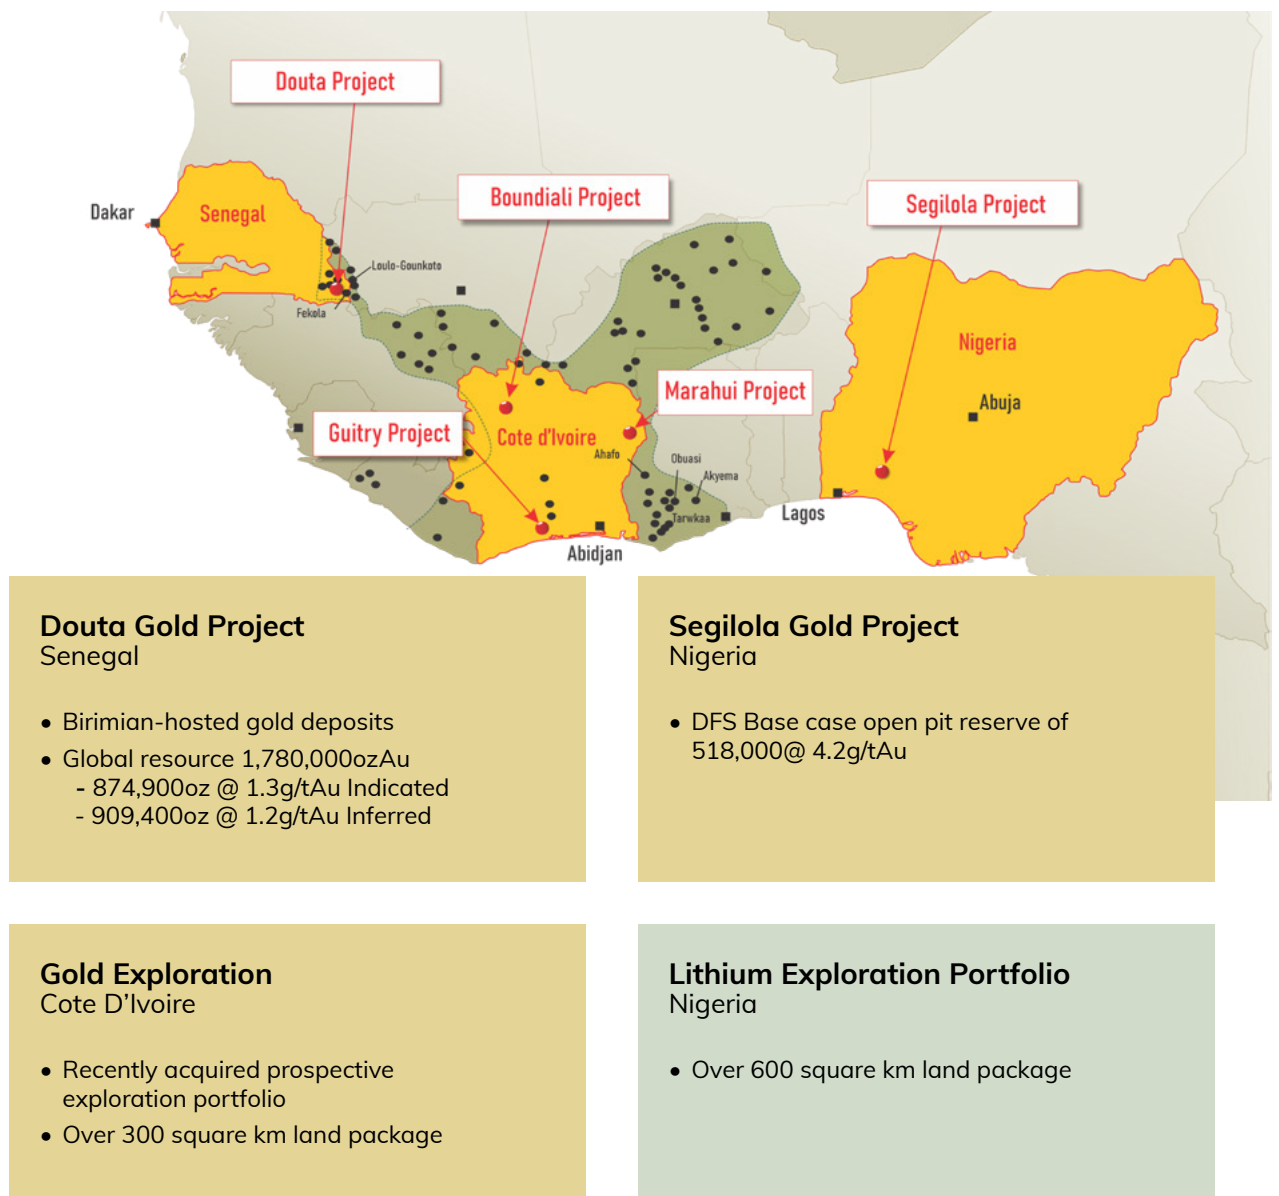 Douta Project
Boundiali Project
Segilola Project
Dakar
Senegal
Loulo-Gounkoto
Fekola
Nigeria
Marahui Project
Abuja
Guitry Project
Cote d'Ivoire
Ahafo
Obuasi
Akyema
Tarwkaa
Lagos
Abidjan
Douta Gold Project
Senegal
• Birimian-hosted gold deposits
• Global resource 1,780,000ozAu
- 874,900oz @ 1.3g/tAu Indicated
- 909,400oz @ 1.2g/tAu Inferred
Segilola Gold Project
Nigeria
• DFS Base case open pit reserve of
518,000@ 4.2g/tAu
Gold Exploration
Cote D’Ivoire
• Recently acquired prospective
exploration portfolio
• Over 300 square km land package
Lithium Exploration Portfolio
Nigeria
• Over 600 square km land package